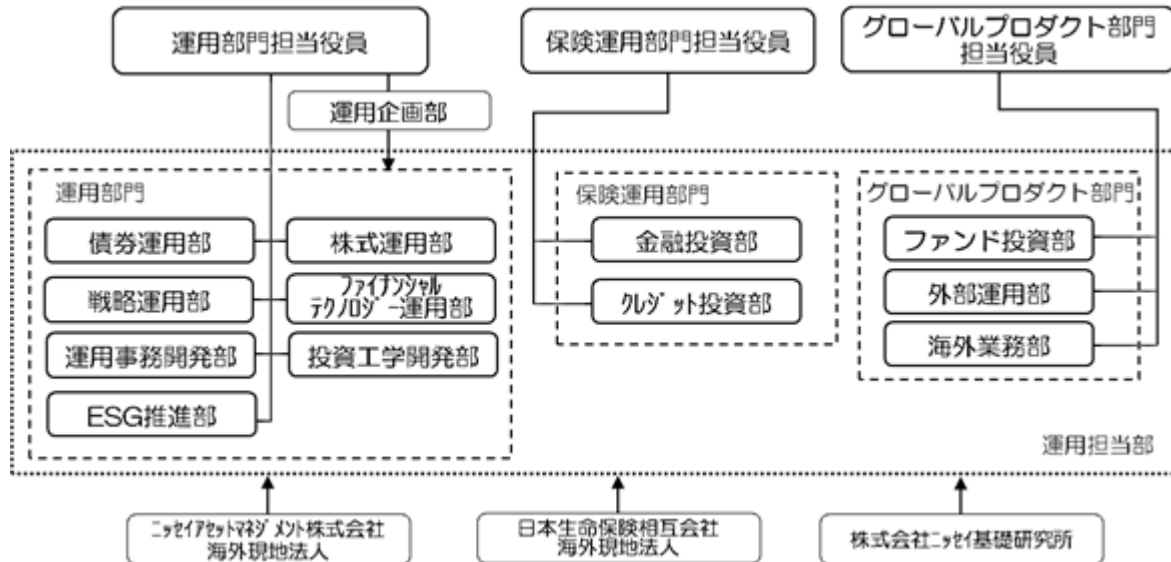 運用部門担当役員
保険運用部門担当役員
グローバルプロダクト部門
担当役員
運用企画部
運用部門
債券運用部
株式運用部
戦略運用部
ファイナンシャル
テクノロジー運用部
運用事務開発部
投資工学開発部
ESG推進部
保険運用部門
金融投資部
クレジット投資部
グローバルプロダクト部門
ファンド投資部
外部運用部
海外業務部
運用担当部
ニッセイアセットマネジメント株式会社
海外現地法人
日本生命保険相互会社
海外現地法人
株式会社ニッセイ基礎研究所